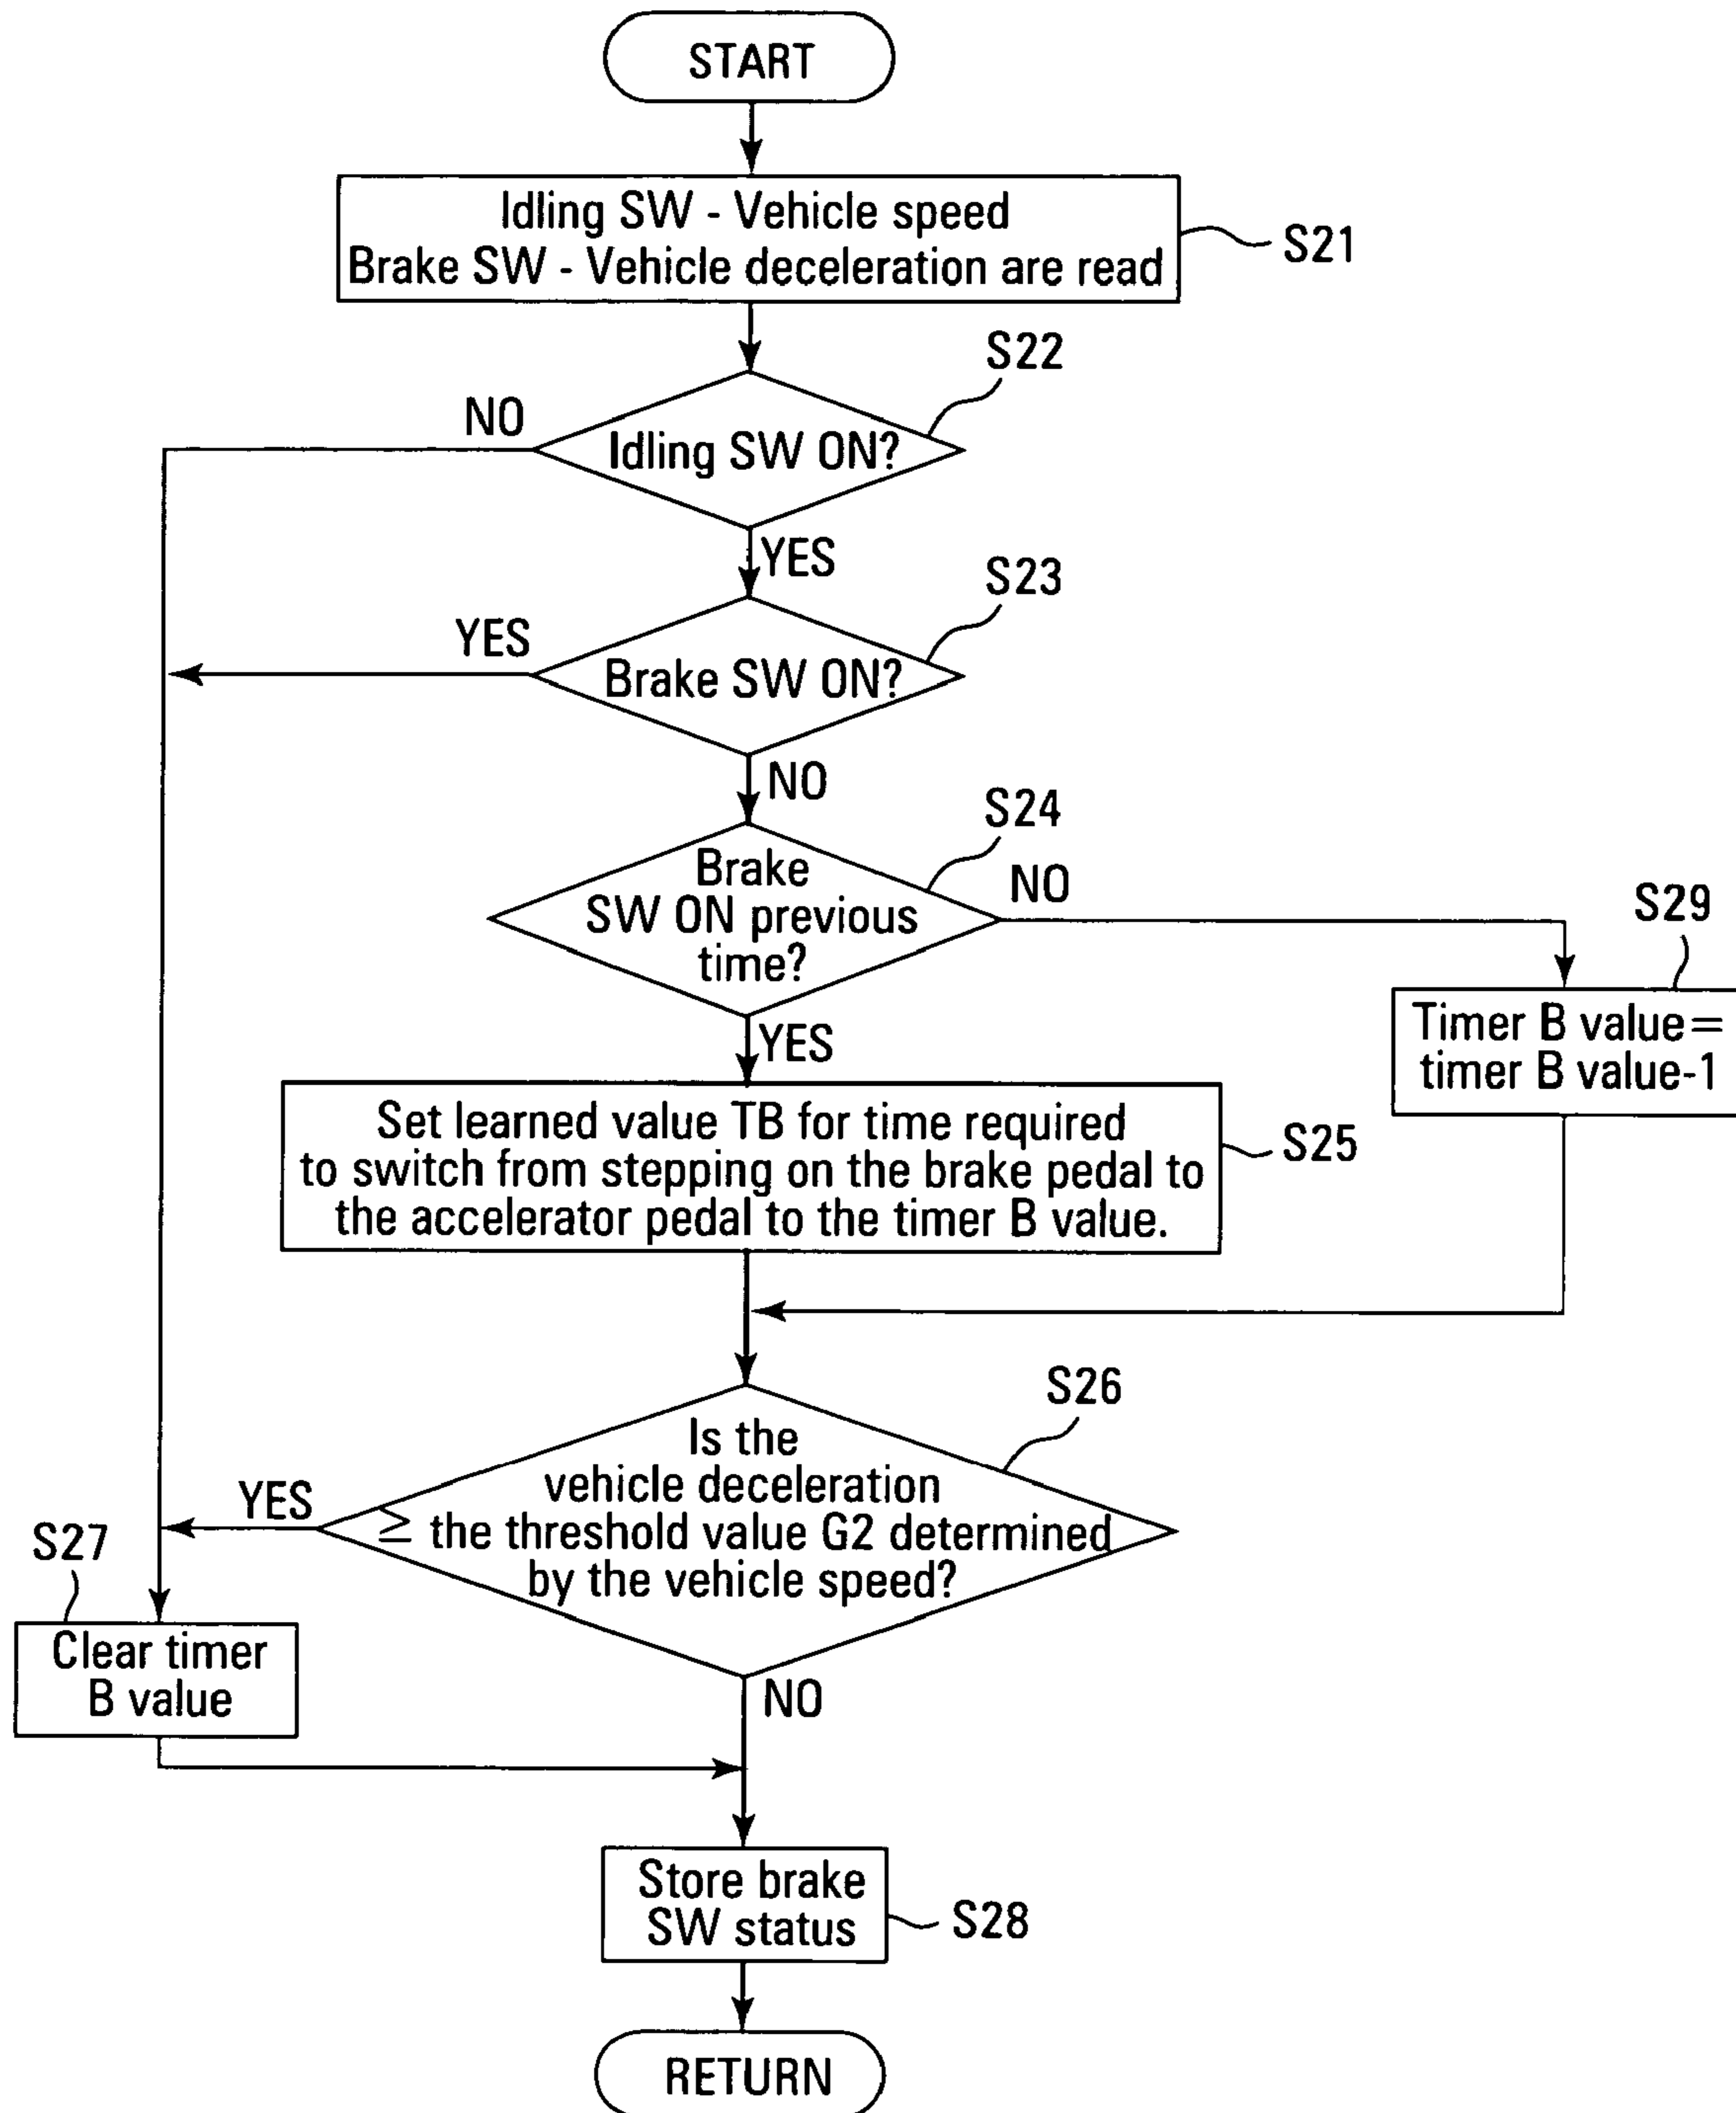 START
Idling SW - Vehicle speed
Brake SW - Vehicle deceleration are read
S21
S22
NO
Idling SW ON?
YES
S23
YES
Brake SW ON?
NO
S24
Brake
SW ON previous
time?
NO
S29
Timer B value=
timer B value-1
YES
Set learned value TB for time required
to switch from stepping on the brake pedal to
the accelerator pedal to the timer B value.
S25
S26
Is the
vehicle deceleration
≧ the threshold value G2 determined
by the vehicle speed?
YES
S27
Clear timer
B value
NO
Store brake
SW status
S28
RETURN